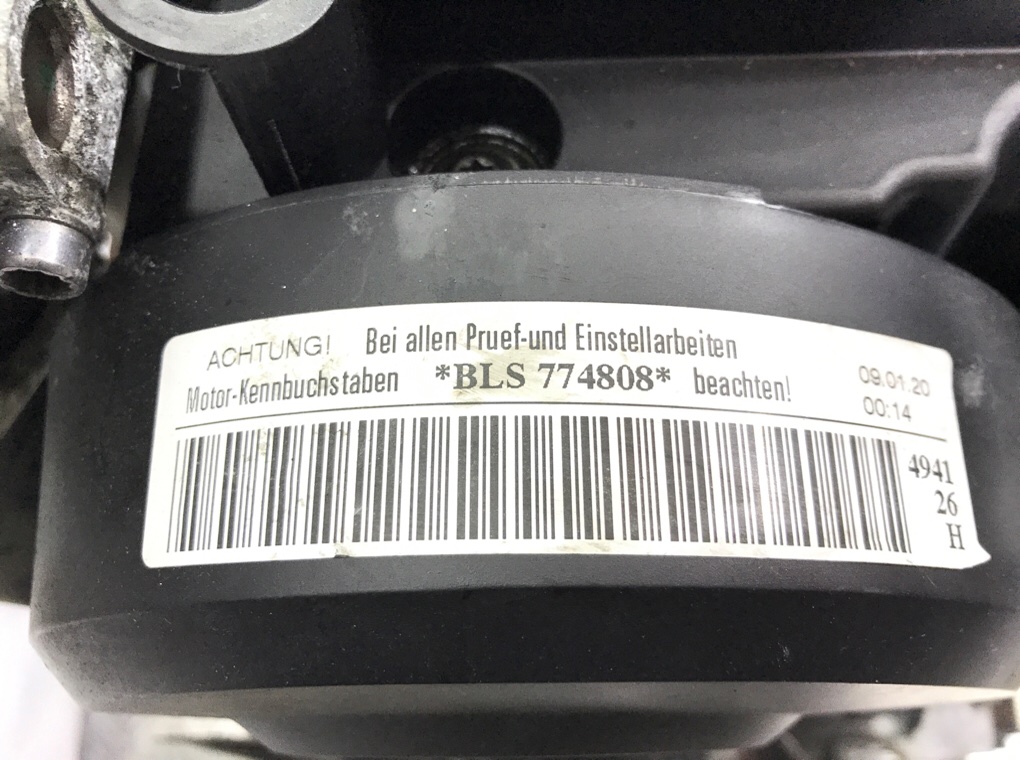 ACHTUNG! Bei allen Pruef-und Einstellarbeiten
Motor-Kennbuchstaben *BLS 774808* beachten!
09.01.20
00:14
4941
26
H